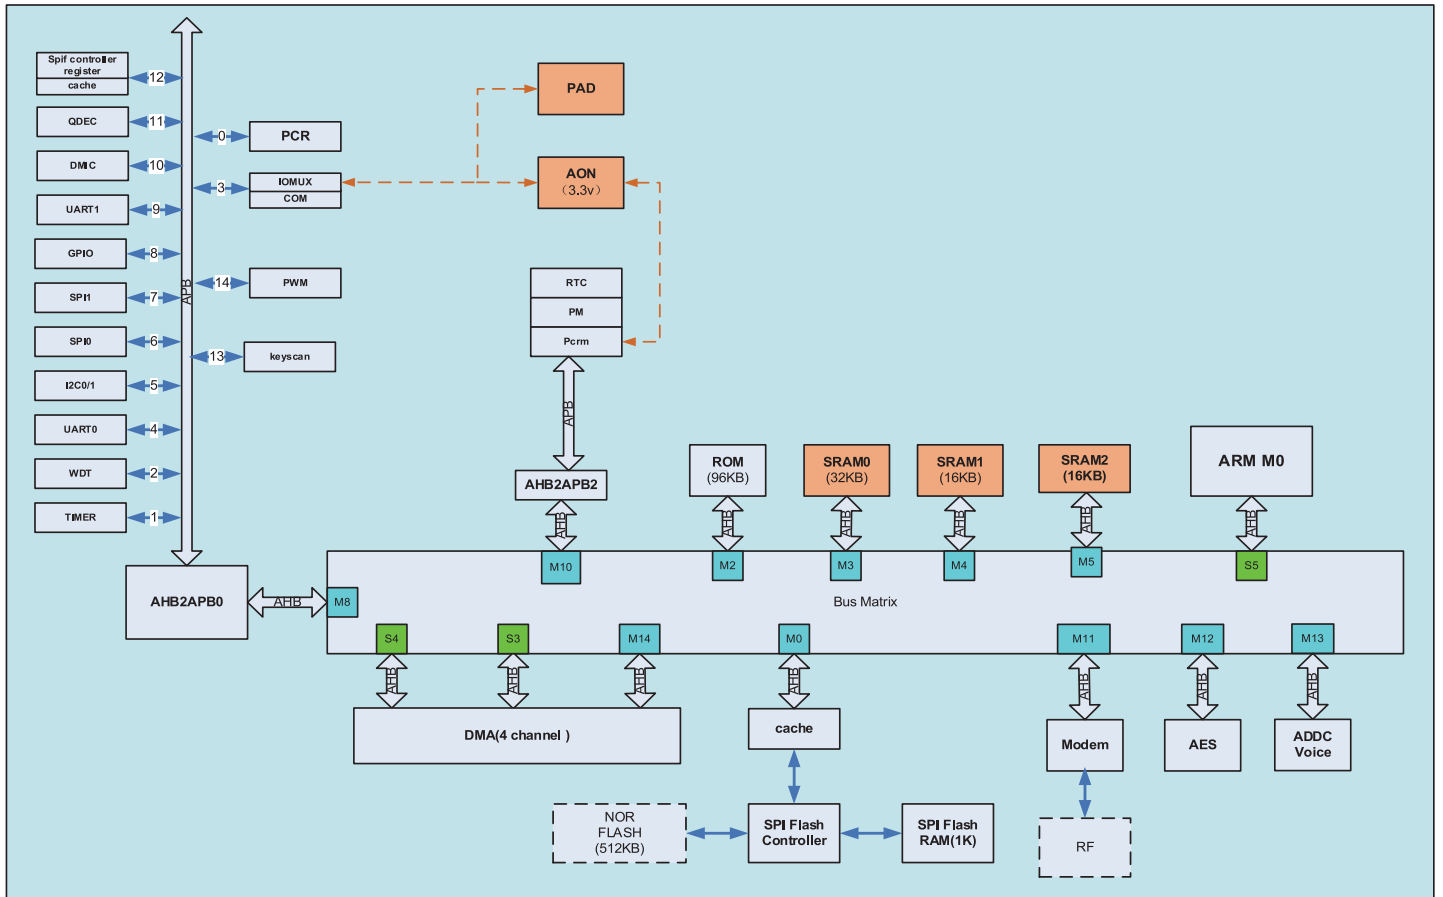 Spif controller
register
cache
12
QDEC
11
DMIC
10
UART1
9
GPIO
8
SPI1
7
SPI0
6
I2C0/1
5
UART0
4
WDT
2
TIMER
1
APB
0
PCR
3
IOMUX
COM
14
PWM
13
keyscan
PAD
AON
(3.3v)
RTC
PM
Pcrm
APB
AHB2APB2
AHB
ROM
(96KB)
AHB
SRAM0
(32KB)
AHB
SRAM1
(16KB)
AHB
SRAM2
(16KB)
AHB
ARM M0
AHB
AHB2APB0
AHB
M8
M10
M2
M3
M4
M5
S5
Bus Matrix
S4
S3
M14
M0
M11
M12
M13
AHB
AHB
AHB
AHB
AHB
AHB
AHB
DMA(4 channel )
cache
Modem
AES
ADDC
Voice
NOR
FLASH
(512KB)
SPI Flash
Controller
SPI Flash
RAM(1K)
RF